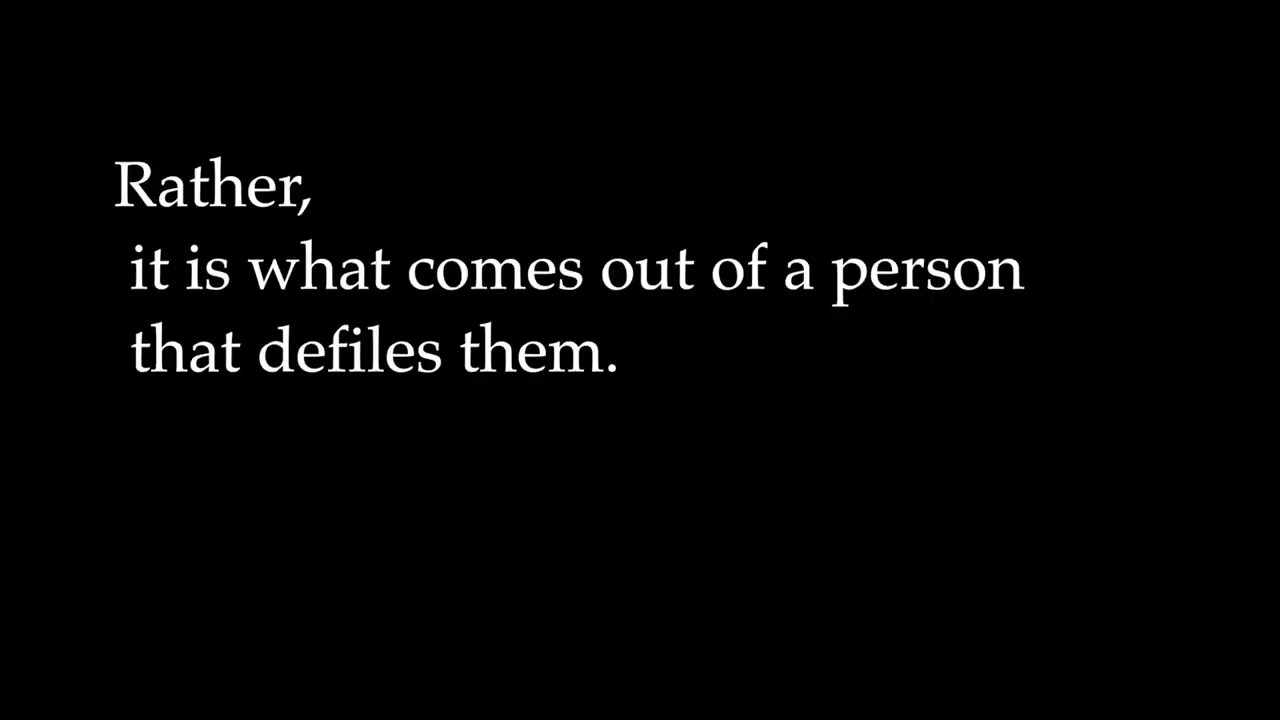 Rather,
it is what comes out of a person
that defiles them.